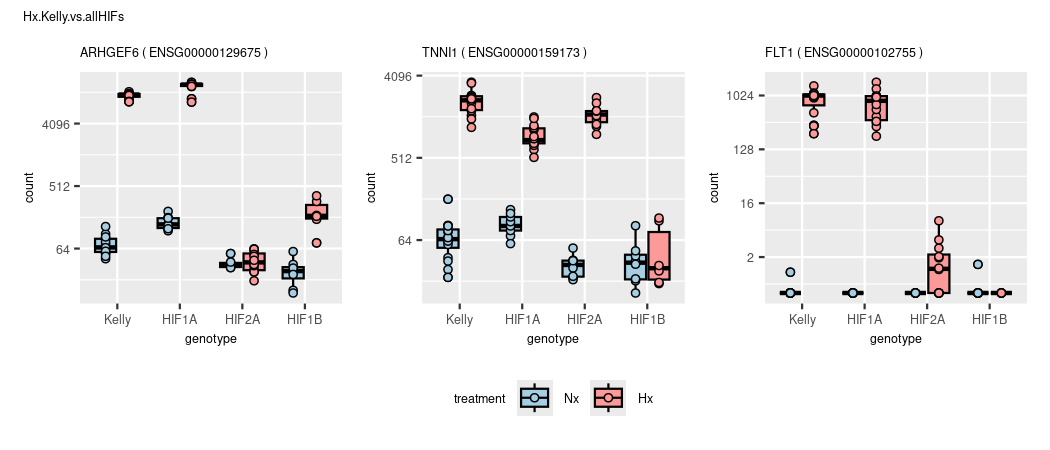 Hx.Kelly.vs.allHIFs
ARHGEF6 ( ENSG00000129675 )
TNNI1 ( ENSG00000159173 )
FLT1 ( ENSG00000102755 )
count
4096
512
64
Kelly HIF1A HIF2A HIF1B
genotype
count
4096
512
64
Kelly HIF1A HIF2A HIF1B
genotype
count
1024
128
16
2
Kelly HIF1A HIF2A HIF1B
genotype
treatment Nx Hx